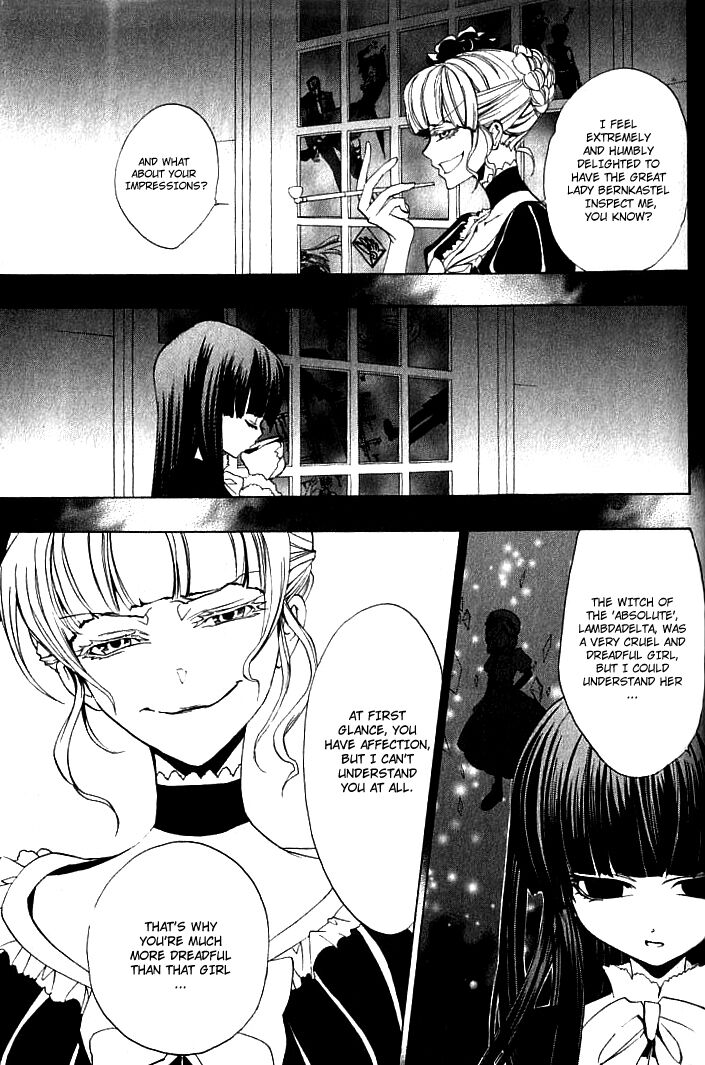 I FEEL
EXTREMELY
AND HUMBLY
DELIGHTED TO
HAVE THE GREAT
LADY BERNKASTEL
INSPECT ME,
YOU KNOW?
AND WHAT
ABOUT YOUR
IMPRESSIONS?
THE WITCH OF
THE 'ABSOLUTE',
LAMBDADELTA, WAS
A VERY CRUEL AND
DREADFUL GIRL,
BUT I COULD
UNDERSTAND HER
...
AT FIRST
GLANCE, YOU
HAVE AFFECTION,
BUT I CAN'T
UNDERSTAND
YOU AT ALL.
THAT'S WHY
YOU'RE MUCH
MORE DREADFUL
THAN THAT GIRL
...